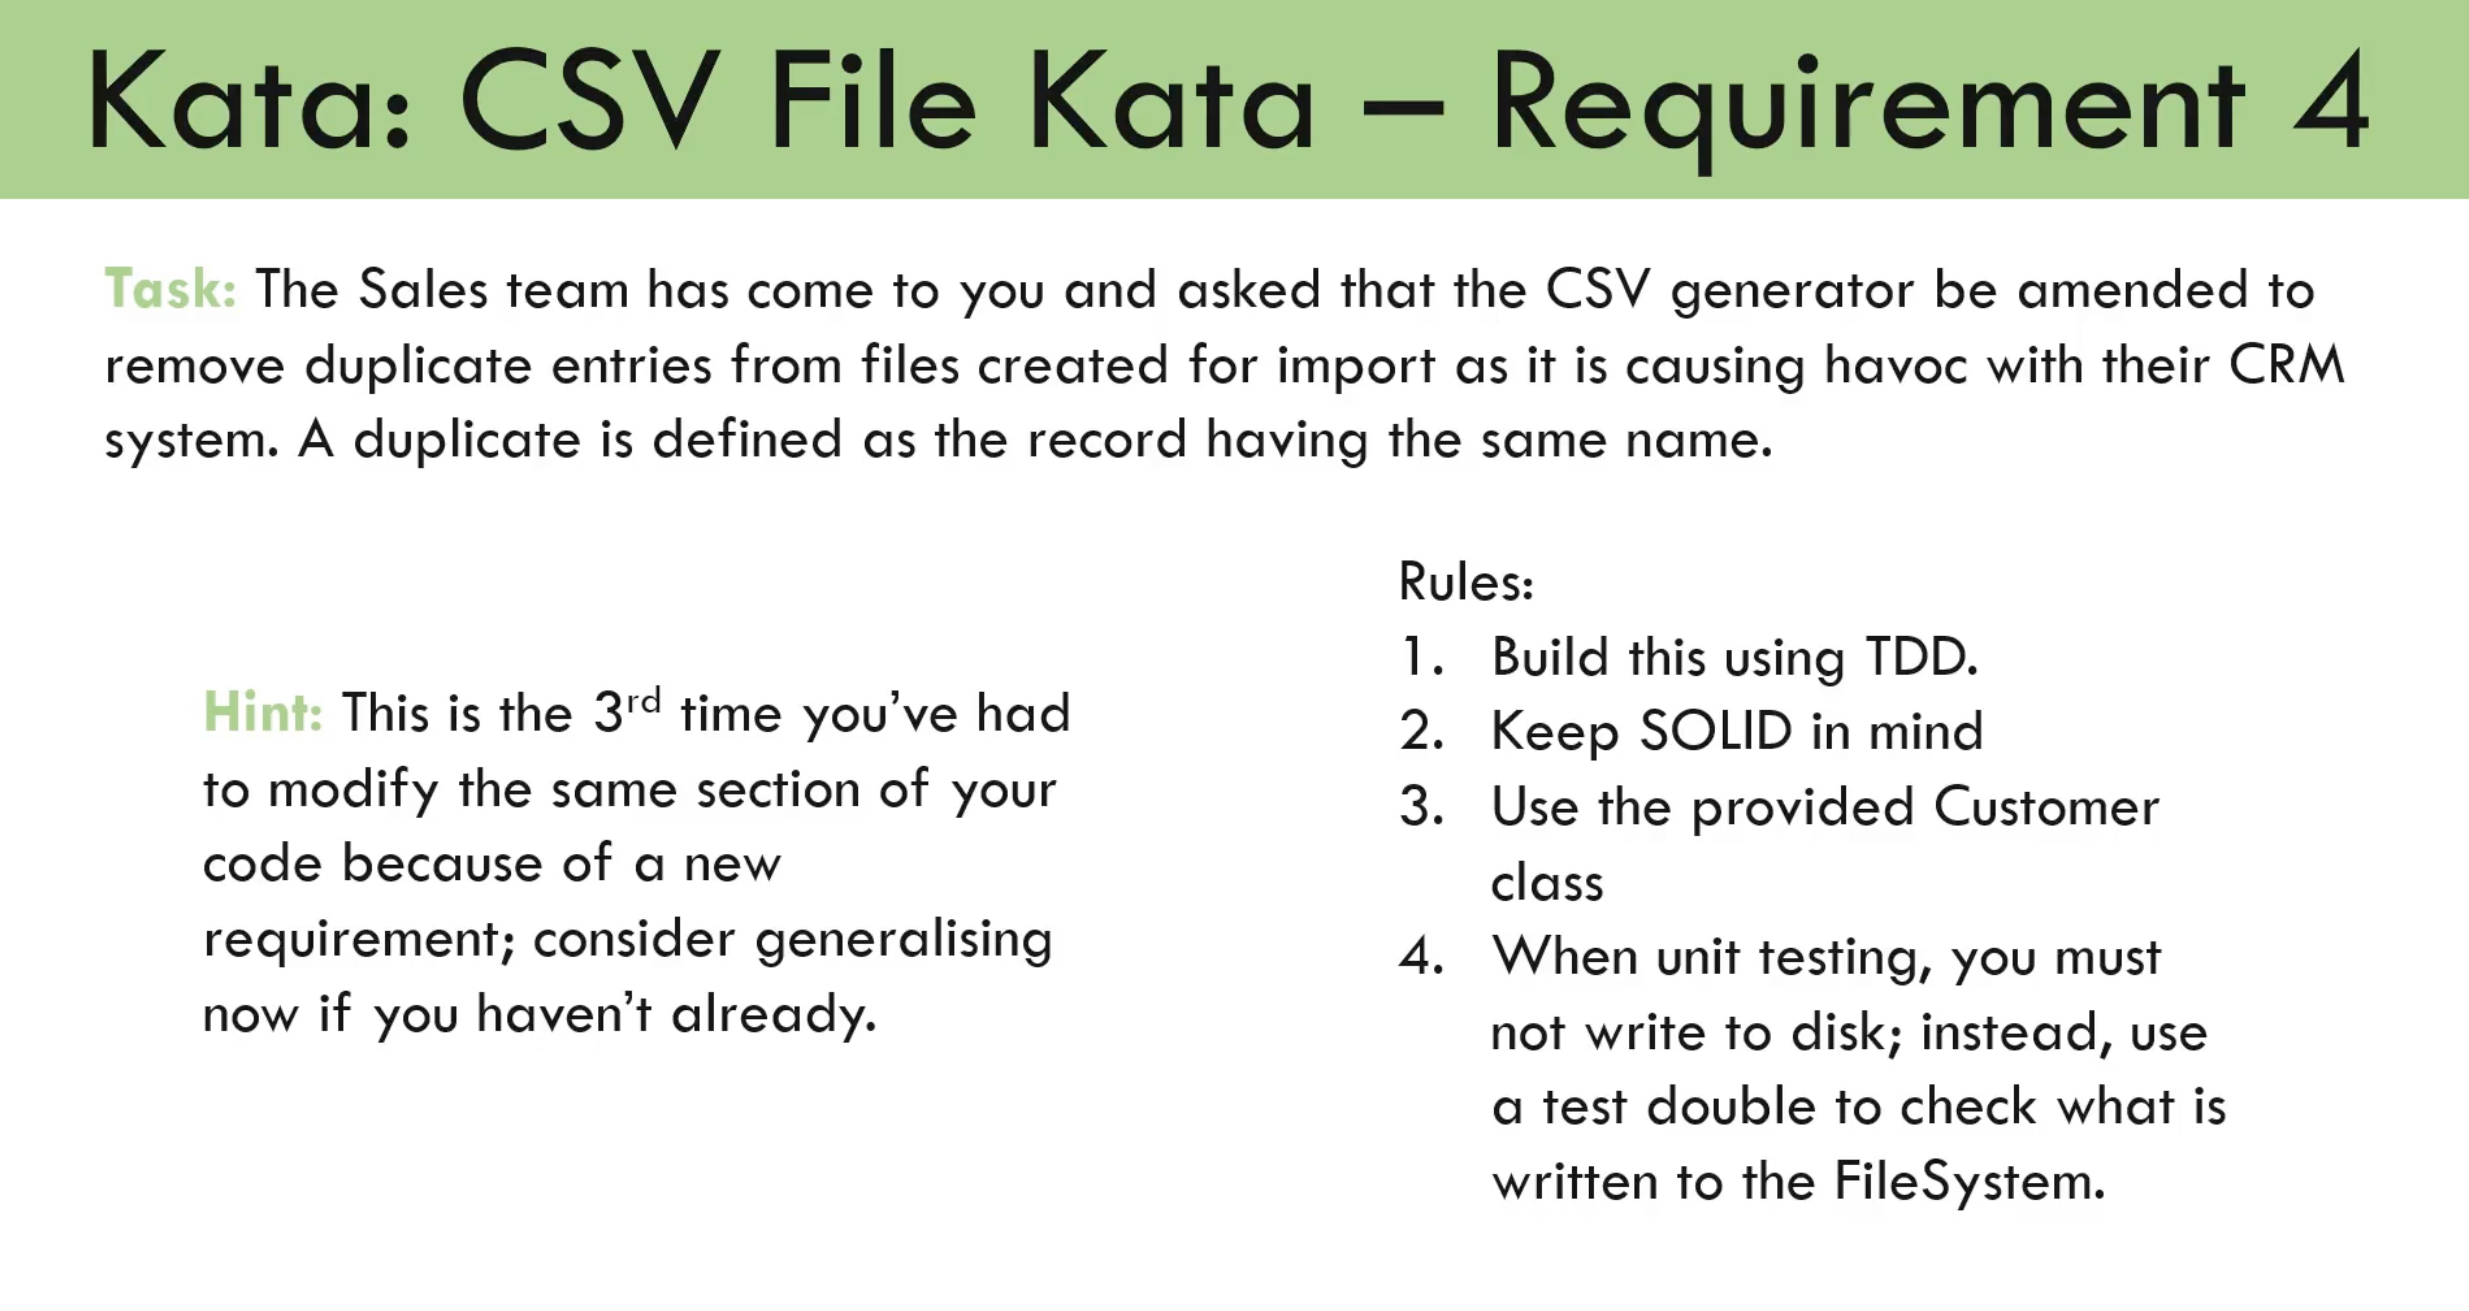 Kata: CSV File Kata – Requirement 4
Task: The Sales team has come to you and asked that the CSV generator be amended to
remove duplicate entries from files created for import as it is causing havoc with their CRM
system. A duplicate is defined as the record having the same name.
Hint: This is the 3rd time you’ve had
to modify the same section of your
code because of a new
requirement; consider generalising
now if you haven’t already.
Rules:
1. Build this using TDD.
2. Keep SOLID in mind
3. Use the provided Customer
class
4. When unit testing, you must
not write to disk; instead, use
a test double to check what is
written to the FileSystem.